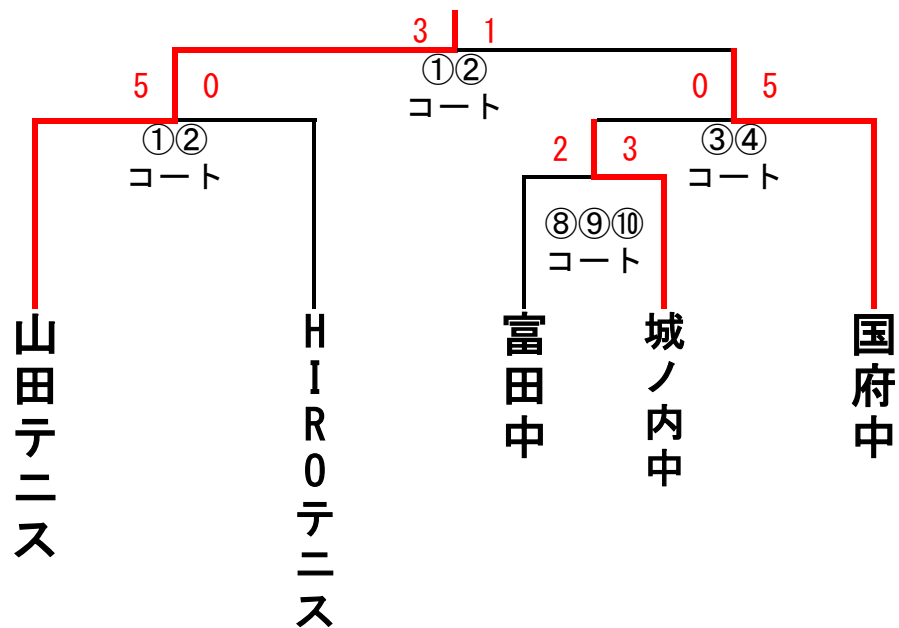 3 1
①②
コート
5 0
①②
コート
0 5
③④
コート
2 3
⑧⑨⑩
コート
山田テニス
HIROテニス
富田中
城ノ内中
国府中